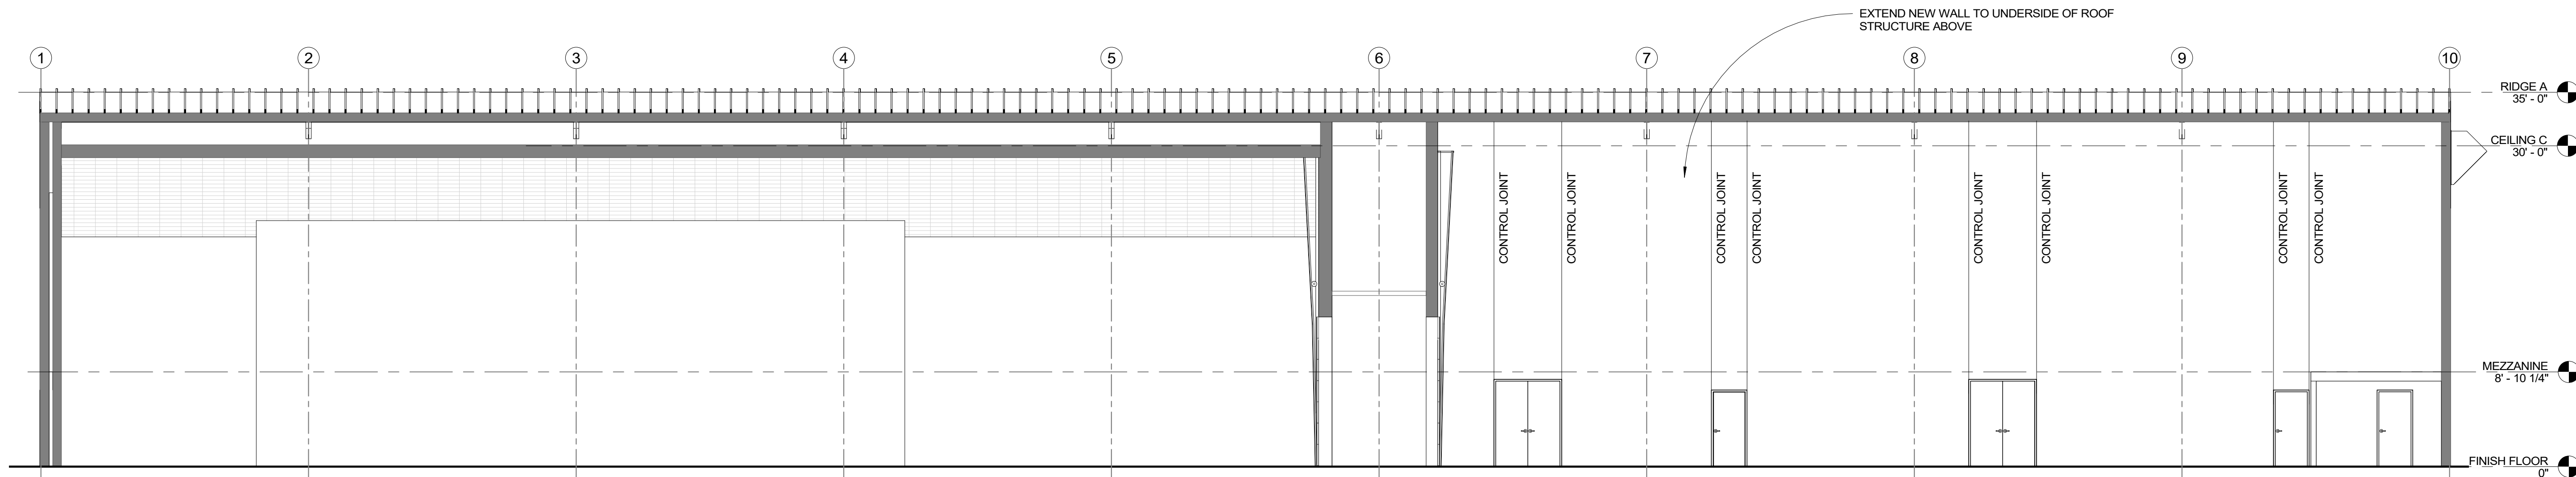 EXTEND NEW WALL TO UNDERSIDE OF ROOF
STRUCTURE ABOVE
1
2
3
4
5
6
7
8
9
10
RIDGE A
35' - 0"
CEILING C
30' - 0"
CONTROL JOINT
CONTROL JOINT
CONTROL JOINT
CONTROL JOINT
CONTROL JOINT
CONTROL JOINT
CONTROL JOINT
CONTROL JOINT
MEZZANINE
8' - 10 1/4"
FINISH FLOOR
0"